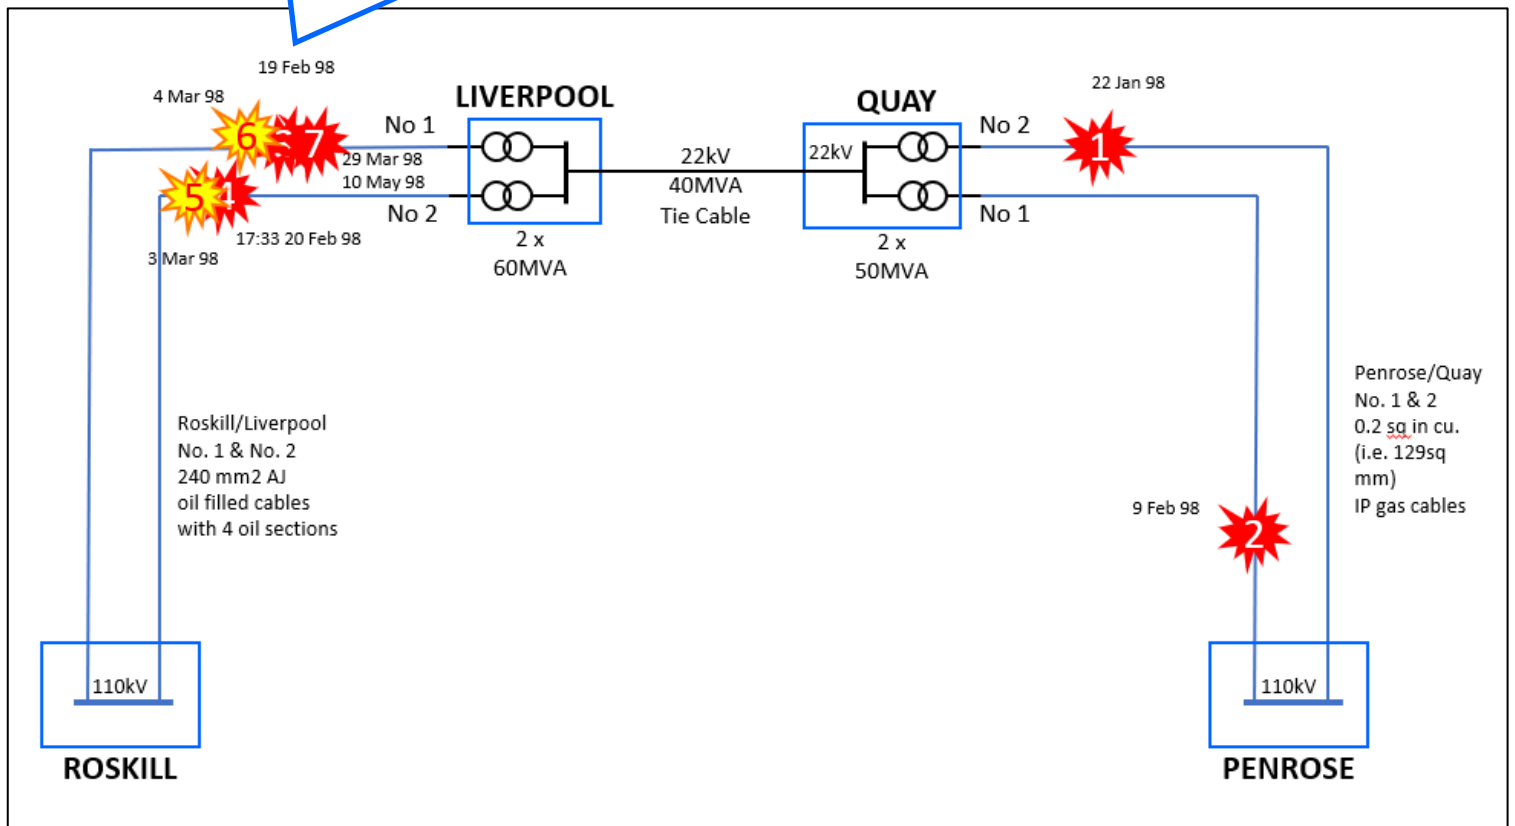 19 Feb 98
4 Mar 98
6
7
LIVERPOOL
No 1
29 Mar 98
10 May 98
5
4
No 2
17:33 20 Feb 98
3 Mar 98
2 x
60MVA
22kV
40MVA
Tie Cable
QUAY
22kV
No 2
No 1
2 x
50MVA
22 Jan 98
1
Roskill/Liverpool
No. 1 & No. 2
240 mm2 AJ
oil filled cables
with 4 oil sections
Penrose/Quay
No. 1 & 2
0.2 sq in cu.
(i.e. 129sq
mm)
IP gas cables
9 Feb 98
2
110kV
ROSKILL
110kV
PENROSE